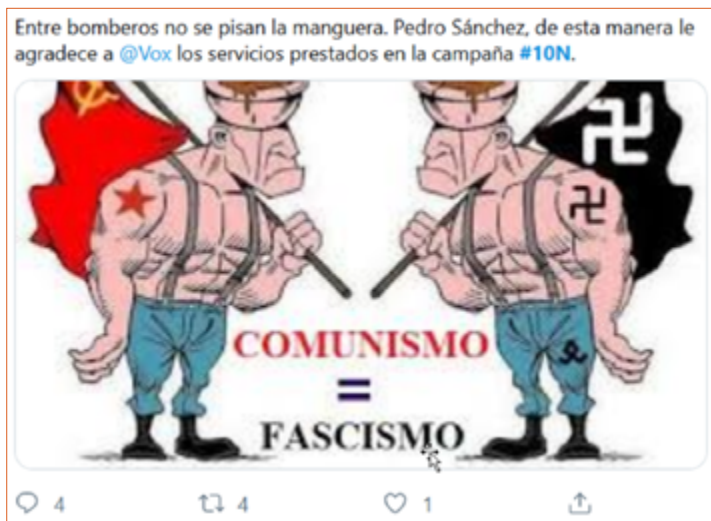 Entre bomberos no se pisan la manguera. Pedro Sánchez, de esta manera le
agradece a @Vox los servicios prestados en la campaña #10N.
COMUNISMO
=
FASCISMO
4
4
1